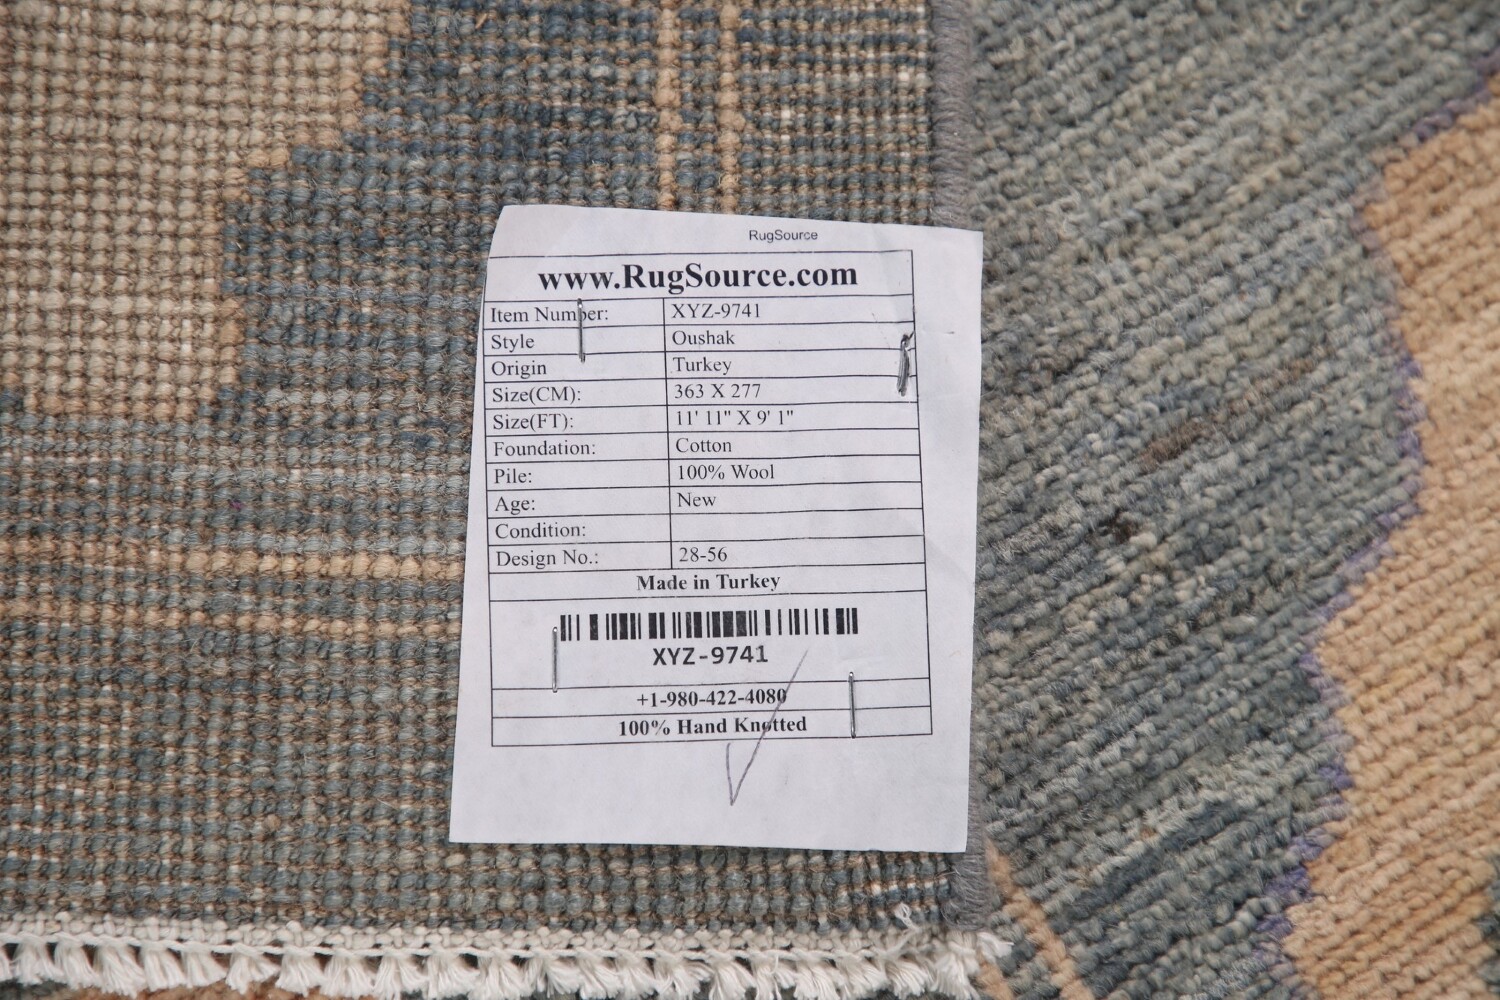 RugSource
www.RugSource.com
Item Number: XYZ-9741
Style Oushak
Origin Turkey
Size(CM): 363 X 277
Size(FT): 11' 11" X 9' 1"
Foundation: Cotton
Pile: 100% Wool
Age: New
Condition:
Design No.: 28-56
Made in Turkey
XYZ-9741
+1-980-422-4080
100% Hand Knotted